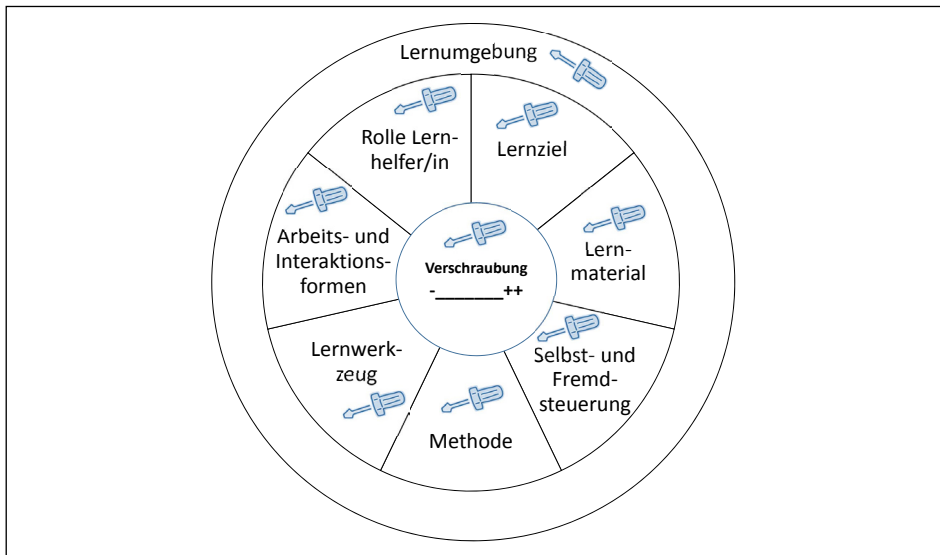 Lernumgebung
Rolle Lern-
helfer/in
Lernziel
Arbeits- und
Interaktions-
formen
Verschraubung
-________++
Lern-
material
Lernwerk-
zeug
Selbst- und
Fremd-
steuerung
Methode